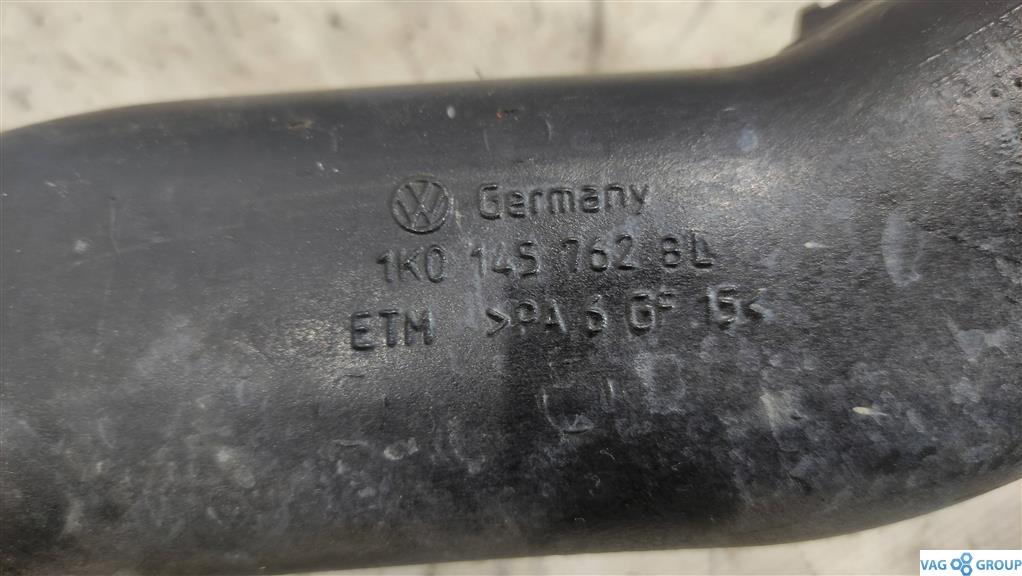 Germany
1K0 145 762 BL
ETM >PA 6 GF 15<
VAG GROUP